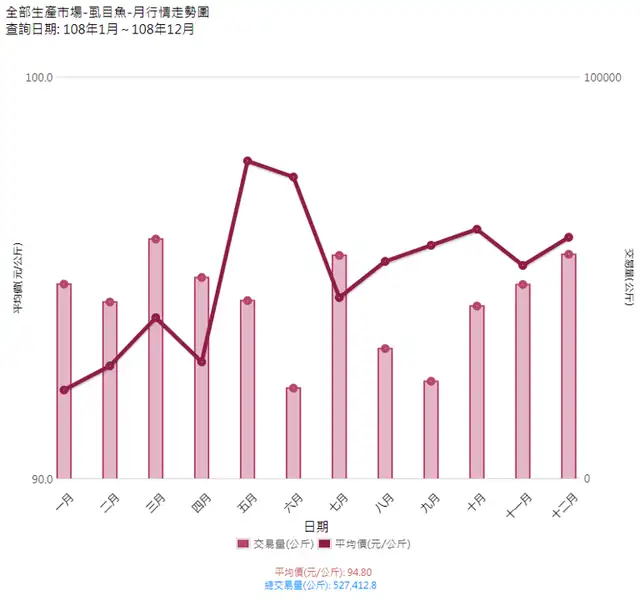 全部生產市場-虱目魚-月行情走勢圖
查詢日期: 108年1月~108年12月
100.0
100000
平均價(元/公斤)
交易量(公斤)
90.0
0
一月
二月
三月
四月
五月
六月
七月
八月
九月
十月
十一月
十二月
日期
交易量(公斤) 平均價(元/公斤)
平均價(元/公斤): 94.80
總交易量(公斤): 527,412.8